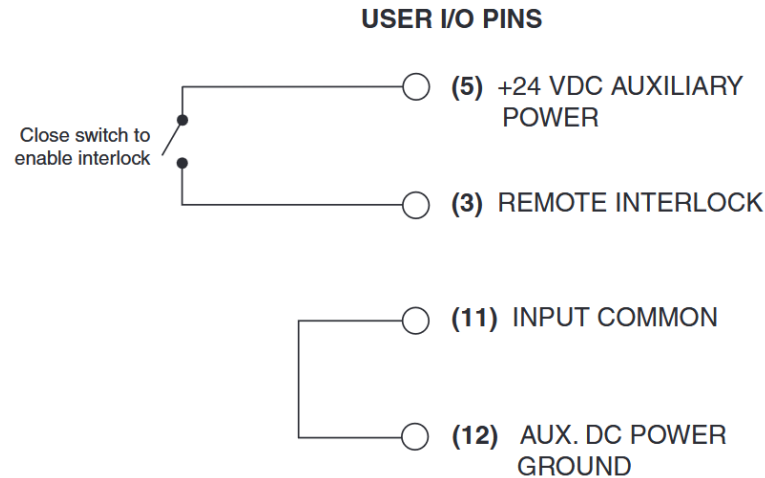 USER I/O PINS
(5) +24 VDC AUXILIARY
POWER
Close switch to
enable interlock
(3) REMOTE INTERLOCK
(11) INPUT COMMON
(12) AUX. DC POWER
GROUND